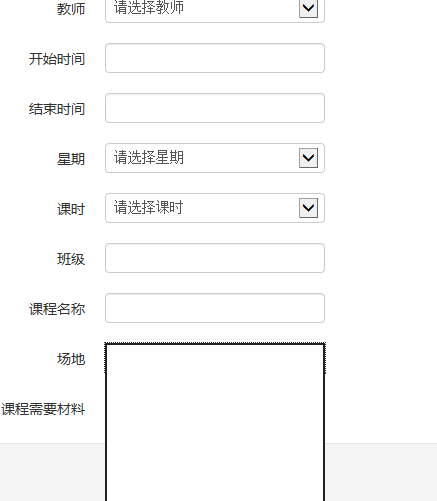 教师 请选择教师
开始时间
结束时间
星期 请选择星期
课时 请选择课时
班级
课程名称
场地
课程需要材料